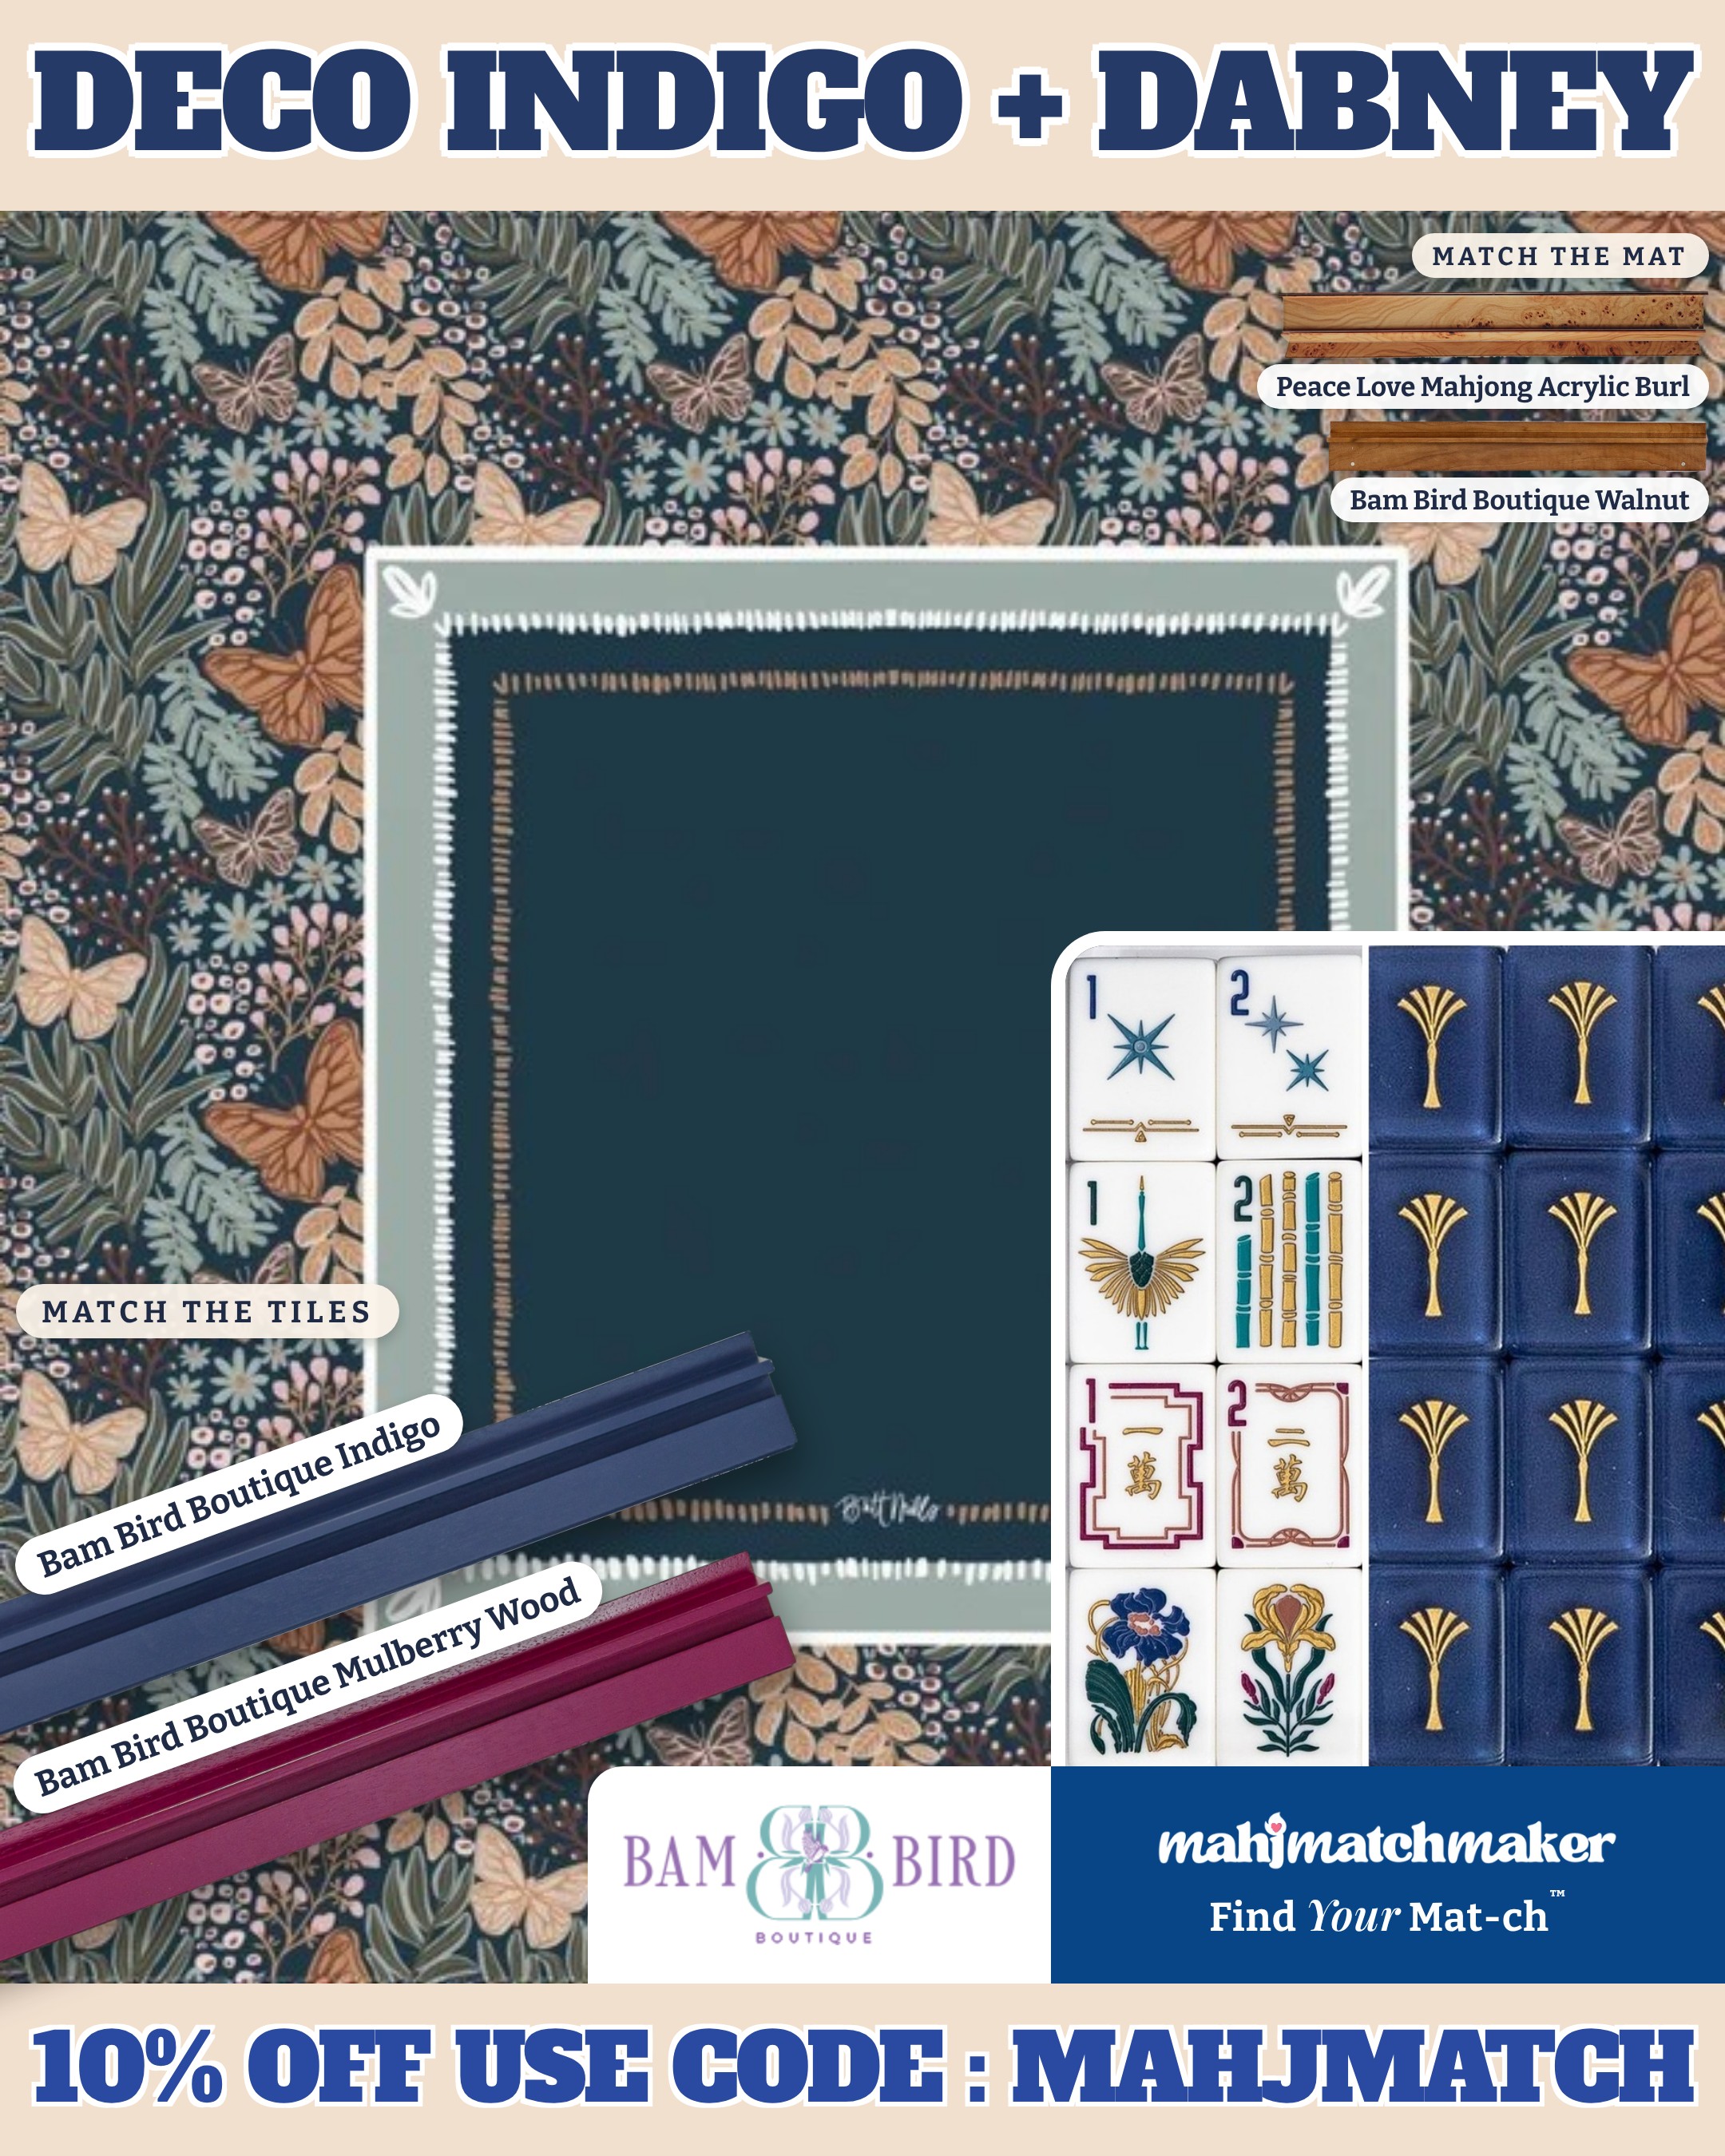 DECO INDIGO + DABNEY
MATCH THE MAT
Peace Love Mahjong Acrylic Burl
Bam Bird Boutique Walnut
1
2
1
2
1
一
萬
2
二
萬
MATCH THE TILES
Bam Bird Boutique Indigo
Bam Bird Boutique Mulberry Wood
BAM BIRD
BOUTIQUE
mahjmatchmaker
Find Your Mat-ch™
10% OFF USE CODE : MAHJMATCH